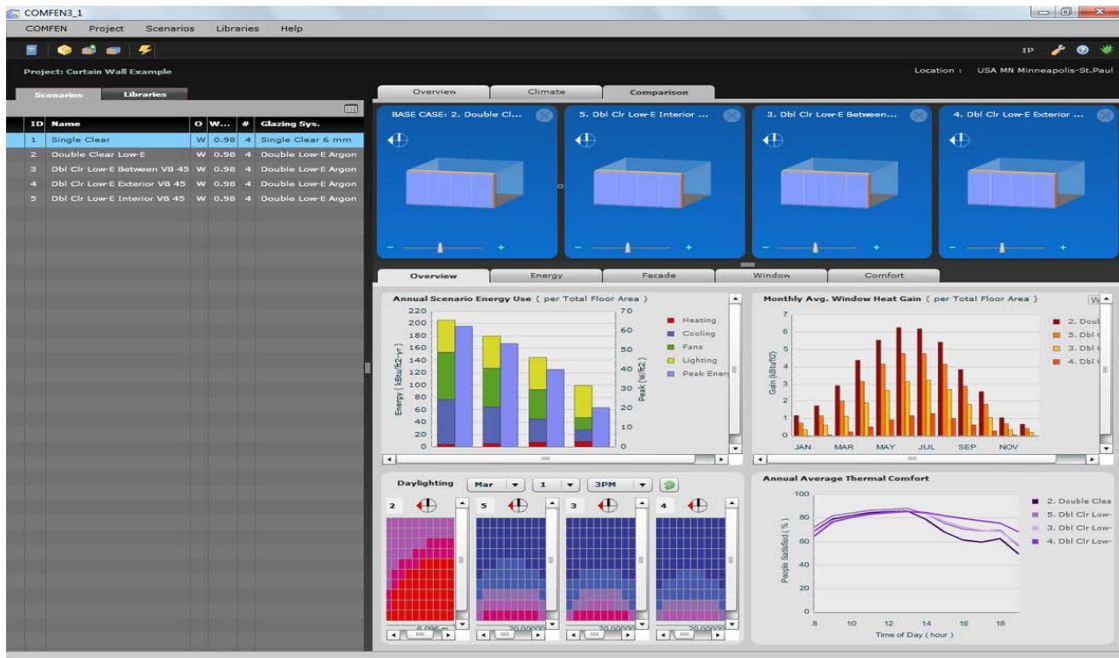 COMFEN3_1
COMFEN Project Scenarios Libraries Help
IP
Project: Curtain Wall Example
Location : USA MN Minneapolis-St.Paul
Scenarios Libraries
ID Name O W... # Glazing Sys.
1 Single Clear W 0.98 4 Single Clear 6 mm
2 Double Clear Low-E W 0.98 4 Double Low-E Argon
3 Dbl Clr Low-E Between VB 45 W 0.98 4 Double Low-E Argon
4 Dbl Clr Low-E Exterior VB 45 W 0.98 4 Double Low-E Argon
5 Dbl Clr Low-E Interior VB 45 W 0.98 4 Double Low-E Argon
Overview Climate Comparison
BASE CASE: 2. Double Cl...
5. Dbl Clr Low-E Interior ...
3. Dbl Clr Low-E Between...
4. Dbl Clr Low-E Exterior ...
- +
- +
- +
- +
Overview Energy Facade Window Comfort
Annual Scenario Energy Use ( per Total Floor Area )
Energy ( kBtu/ft2-yr )
220
200
180
160
140
120
100
80
60
40
20
0
70
60
50
40
30
20
10
0
Peak (W/ft2 )
Heating
Cooling
Fans
Lighting
Peak Ener
Monthly Avg. Window Heat Gain ( per Total Floor Area )
W
Gain (kBtu/ft2)
7
6
5
4
3
2
1
0
JAN MAR MAY JUL SEP NOV
2. Doub
5. Dbl
3. Dbl
4. Dbl
Daylighting Mar 1 3PM
2 5 3 4
Annual Average Thermal Comfort
People Satisfied ( % )
100
80
60
40
20
0
8 10 12 14 16 18
Time of Day ( hour )
2. Double Clea
5. Dbl Clr Low-
3. Dbl Clr Low-
4. Dbl Clr Low-